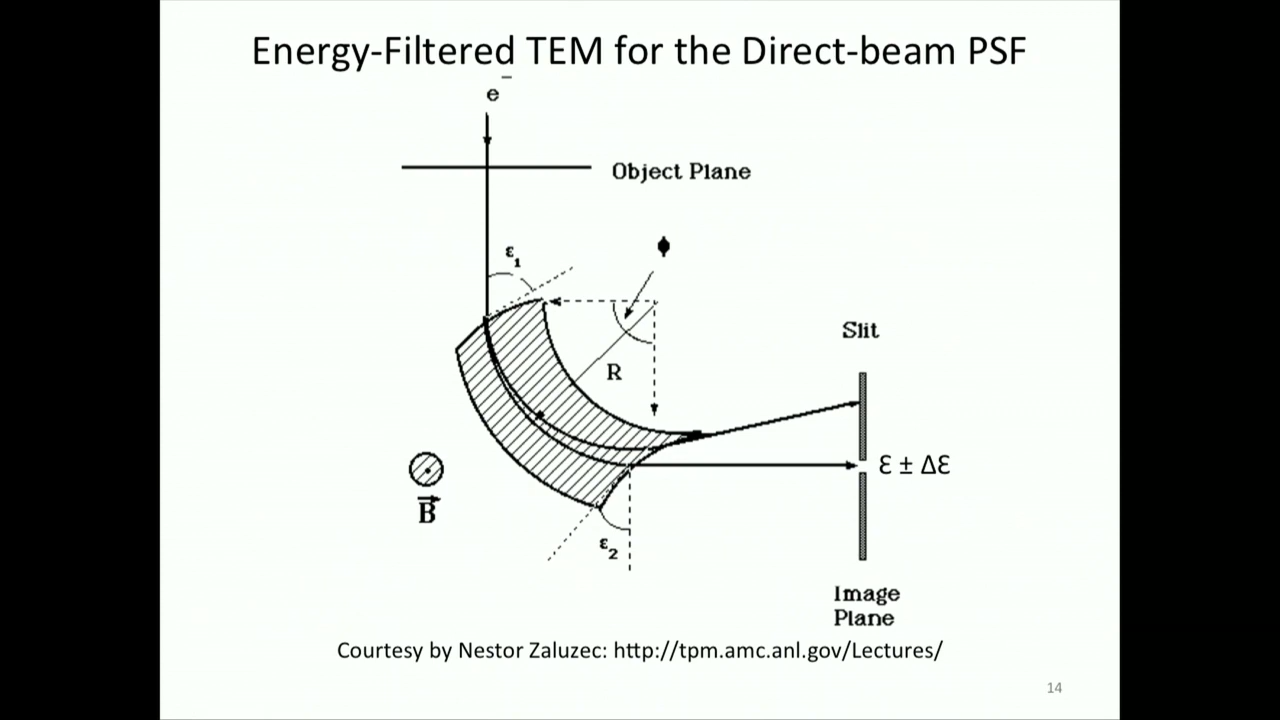 Energy-Filtered TEM for the Direct-beam PSF
e⁻
Object Plane
ε₁
Φ
R
Slit
Ɛ ± ΔƐ
B⃗
ε₂
Image
Plane
Courtesy by Nestor Zaluzec: http://tpm.amc.anl.gov/Lectures/
14